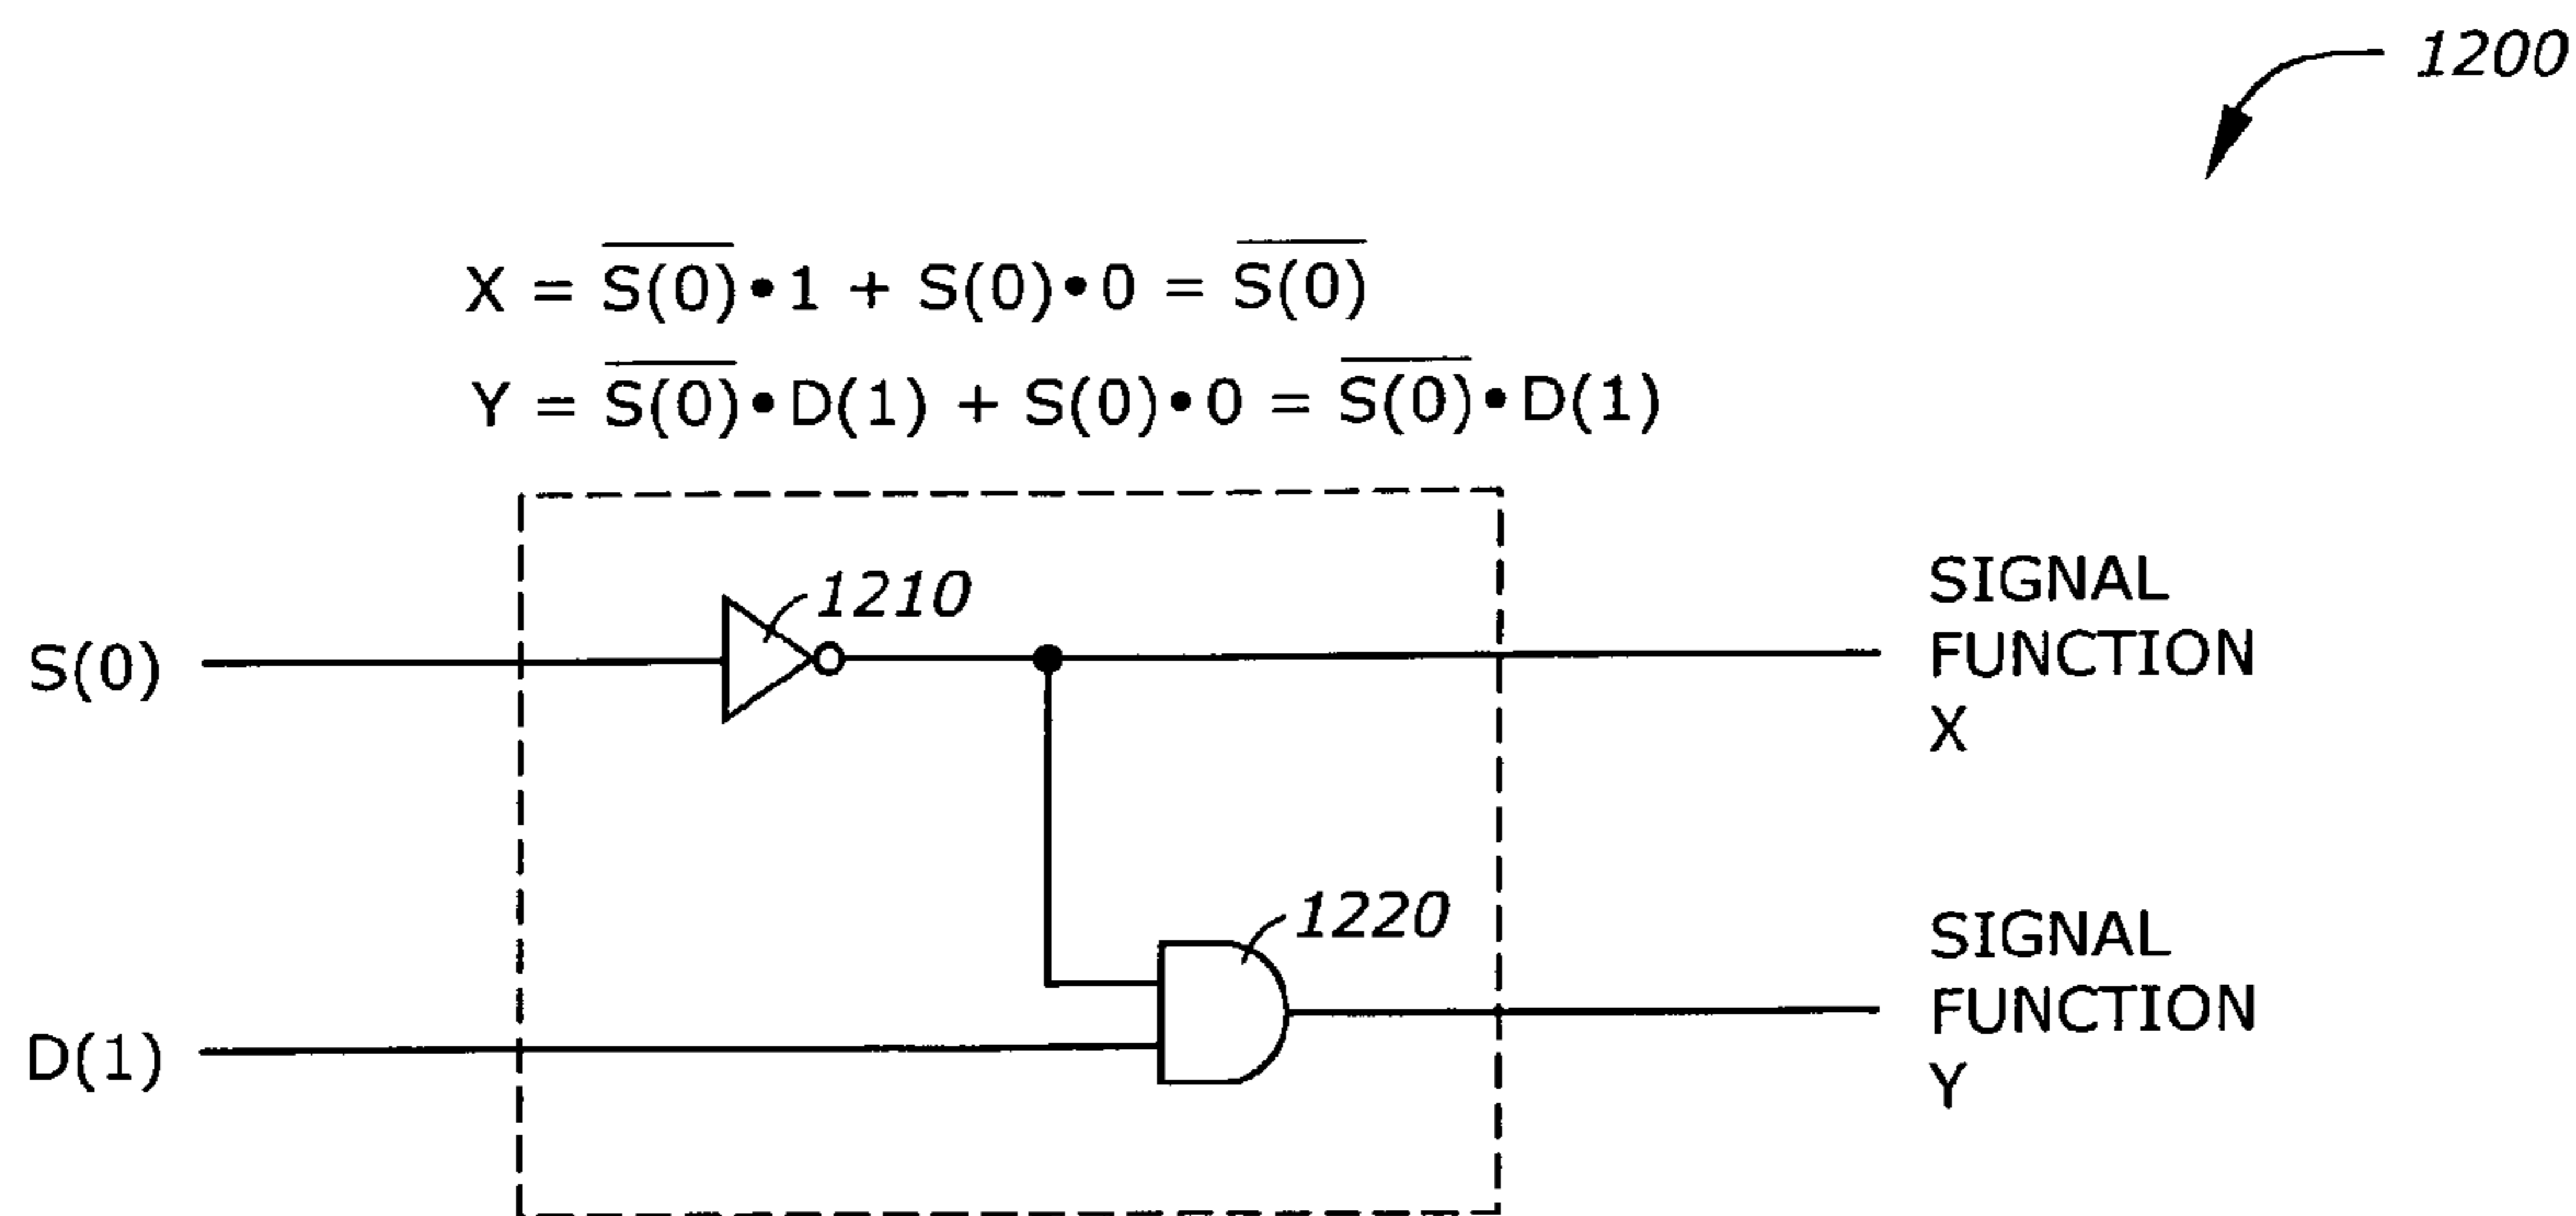 1200
X = S̅(̅0̅)̅•1 + S(0)•0 = S̅(̅0̅)̅
Y = S̅(̅0̅)̅•D(1) + S(0)•0 = S̅(̅0̅)̅•D(1)
1210
S(0)
SIGNAL
FUNCTION
X
1220
D(1)
SIGNAL
FUNCTION
Y